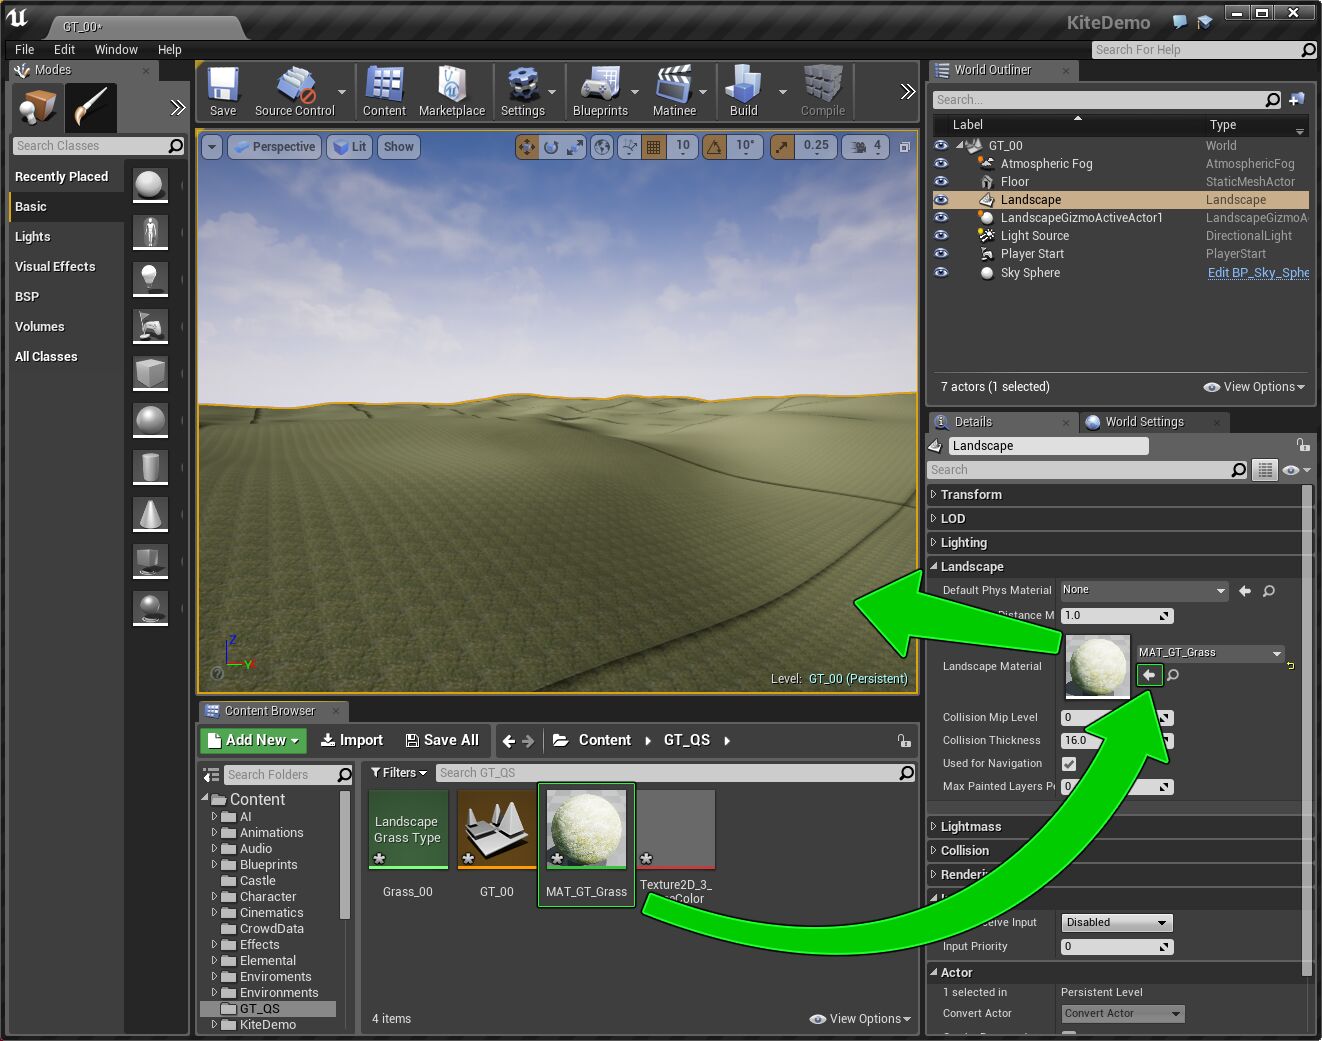 GT_00*
KiteDemo
File Edit Window Help
Search For Help
Modes
Search Classes
Recently Placed
Basic
Lights
Visual Effects
BSP
Volumes
All Classes
Save
Source Control
Content
Marketplace
Settings
Blueprints
Matinee
Build
Compile
Perspective
Lit
Show
10
10°
0.25
4
Z
Y
Level: GT_00 (Persistent)
World Outliner
Search...
Label Type
GT_00 World
Atmospheric Fog AtmosphericFog
Floor StaticMeshActor
Landscape Landscape
LandscapeGizmoActiveActor1 LandscapeGizmoA
Light Source DirectionalLight
Player Start PlayerStart
Sky Sphere Edit BP_Sky_Sphe
7 actors (1 selected) View Options
Details
World Settings
Landscape
Search
Transform
LOD
Lighting
Landscape
Default Phys Material None
istance M 1.0
Landscape Material MAT_GT_Grass
Collision Mip Level 0
Collision Thickness 16.0
Used for Navigation
Max Painted Layers Pe 0
Lightmass
Collision
Renderi
eive Input Disabled
Input Priority 0
Actor
1 selected in Persistent Level
Convert Actor Convert Actor
Content Browser
Add New Import Save All Content GT_QS
Search Folders
Filters Search GT_QS
Content
AI
Animations
Audio
Blueprints
Castle
Character
Cinematics
CrowdData
Effects
Elemental
Enviroments
Environments
GT_QS
KiteDemo
Landscape
Grass Type
Grass_00
GT_00
MAT_GT_Grass
Texture2D_3_
Color
4 items View Options